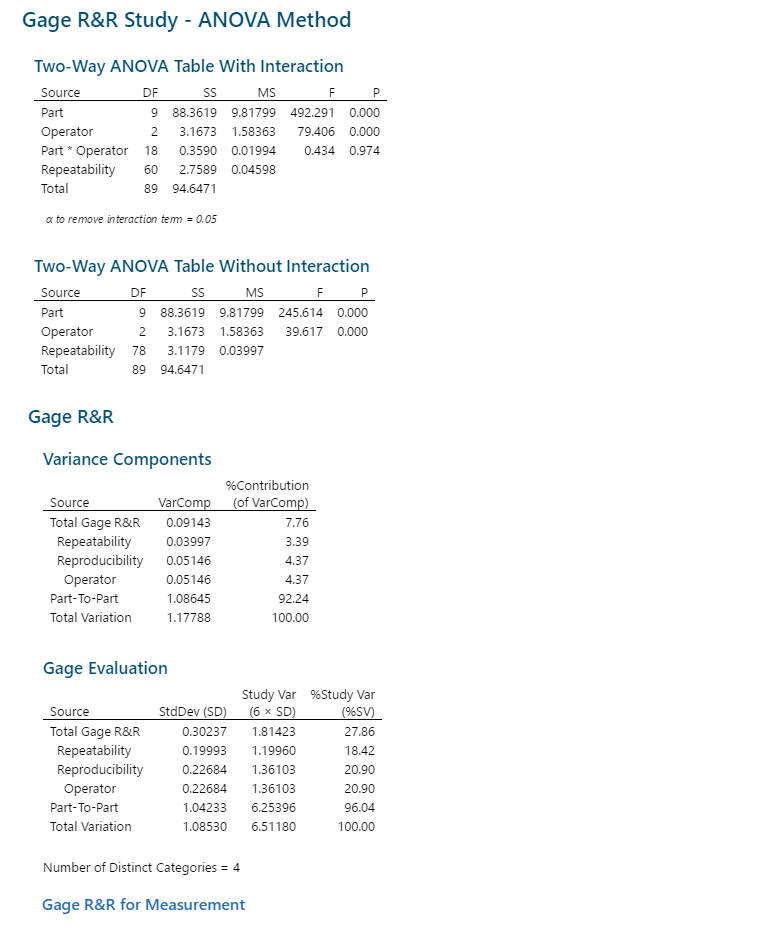 Gage R&R Study - ANOVA Method
Two-Way ANOVA Table With Interaction
Source DF SS MS F P
Part 9 88.3619 9.81799 492.291 0.000
Operator 2 3.1673 1.58363 79.406 0.000
Part * Operator 18 0.3590 0.01994 0.434 0.974
Repeatability 60 2.7589 0.04598
Total 89 94.6471
α to remove interaction term = 0.05
Two-Way ANOVA Table Without Interaction
Source DF SS MS F P
Part 9 88.3619 9.81799 245.614 0.000
Operator 2 3.1673 1.58363 39.617 0.000
Repeatability 78 3.1179 0.03997
Total 89 94.6471
Gage R&R
Variance Components
%Contribution
Source VarComp (of VarComp)
Total Gage R&R 0.09143 7.76
Repeatability 0.03997 3.39
Reproducibility 0.05146 4.37
Operator 0.05146 4.37
Part-To-Part 1.08645 92.24
Total Variation 1.17788 100.00
Gage Evaluation
Study Var %Study Var
Source StdDev (SD) (6 × SD) (%SV)
Total Gage R&R 0.30237 1.81423 27.86
Repeatability 0.19993 1.19960 18.42
Reproducibility 0.22684 1.36103 20.90
Operator 0.22684 1.36103 20.90
Part-To-Part 1.04233 6.25396 96.04
Total Variation 1.08530 6.51180 100.00
Number of Distinct Categories = 4
Gage R&R for Measurement